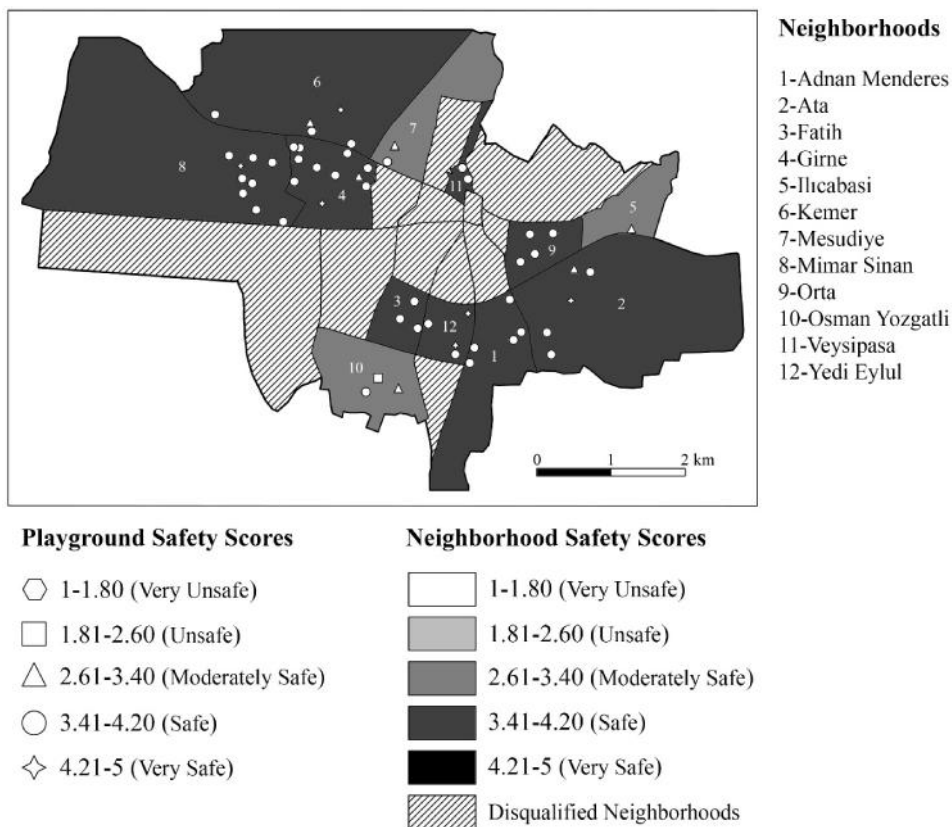 Neighborhoods
1-Adnan Menderes
2-Ata
3-Fatih
4-Girne
5-Ilıcabasi
6-Kemer
7-Mesudiye
8-Mimar Sinan
9-Orta
10-Osman Yozgatli
11-Veysipasa
12-Yedi Eylul
6
7
8
4
11
5
9
2
3
12
1
10
0 1 2 km
Playground Safety Scores
1-1.80 (Very Unsafe)
1.81-2.60 (Unsafe)
2.61-3.40 (Moderately Safe)
3.41-4.20 (Safe)
4.21-5 (Very Safe)
Neighborhood Safety Scores
1-1.80 (Very Unsafe)
1.81-2.60 (Unsafe)
2.61-3.40 (Moderately Safe)
3.41-4.20 (Safe)
4.21-5 (Very Safe)
Disqualified Neighborhoods